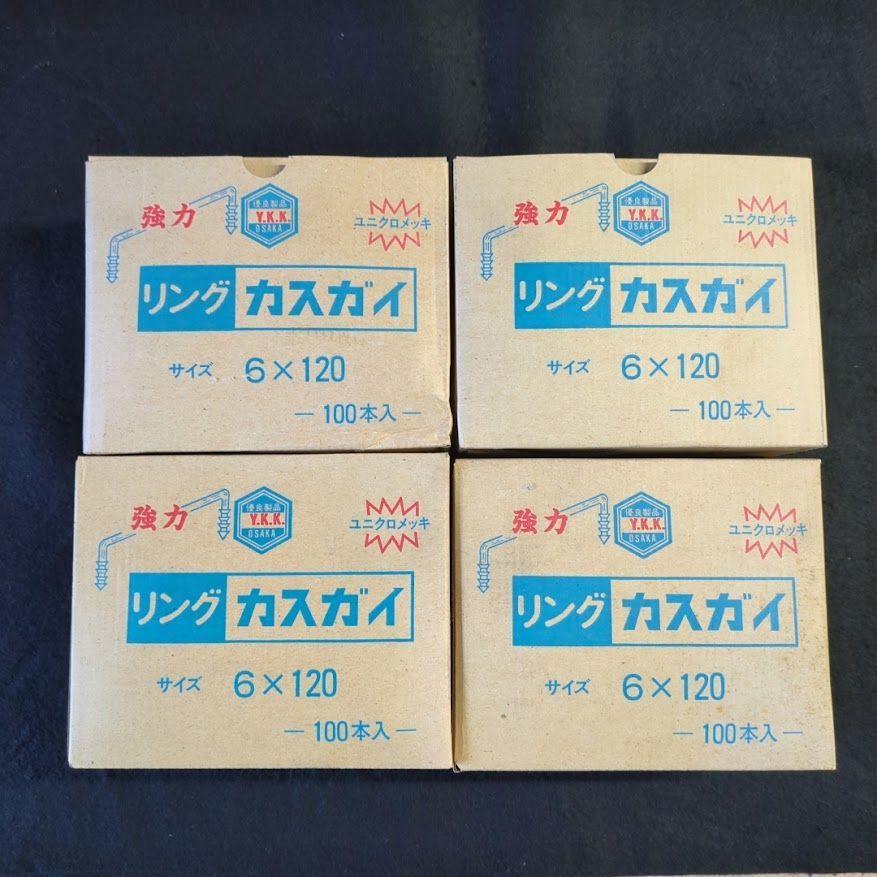 強力
優良製品
Y.K.K.
OSAKA
ユニクロメッキ
リング カスガイ
サイズ 6×120
―100本入―
強力
優良製品
Y.K.K.
OSAKA
ユニクロメッキ
リング カスガイ
サイズ 6×120
―100本入―
強力
優良製品
Y.K.K.
OSAKA
ユニクロメッキ
リング カスガイ
サイズ 6×120
―100本入―
強力
優良製品
Y.K.K.
OSAKA
ユニクロメッキ
リング カスガイ
サイズ 6×120
―100本入―